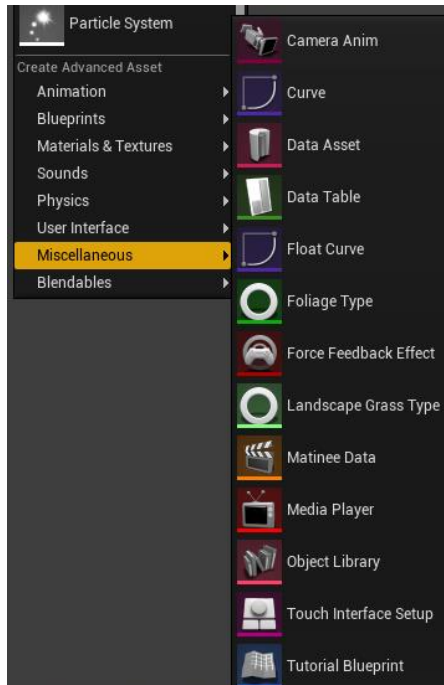 Particle System
Create Advanced Asset
Animation
Blueprints
Materials & Textures
Sounds
Physics
User Interface
Miscellaneous
Blendables
Camera Anim
Curve
Data Asset
Data Table
Float Curve
Foliage Type
Force Feedback Effect
Landscape Grass Type
Matinee Data
Media Player
Object Library
Touch Interface Setup
Tutorial Blueprint